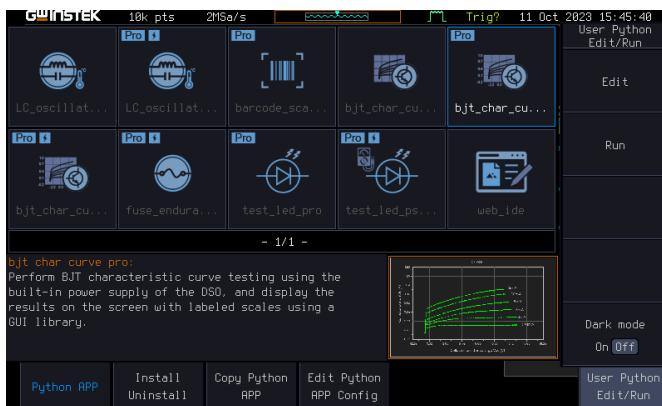 GWINSTEK 10k pts 2MSa/s Trig? 11 Oct 2023 15:45:40
User Python
Edit/Run
Edit
Run
Dark mode
On Off
Pro Pro Pro
LC_oscillat... LC_oscillat... barcode_sca... bjt_char_cu... bjt_char_cu...
Pro Pro Pro Pro
bjt_char_cu... fuse_endura... test_led_pro test_led_ps... web_ide
- 1/1 -
bjt char curve pro:
Perform BJT characteristic curve testing using the
built-in power supply of the DSO, and display the
results on the screen with labeled scales using a
GUI library.
Python APP
Install
Uninstall
Copy Python
APP
Edit Python
APP Config
User Python
Edit/Run